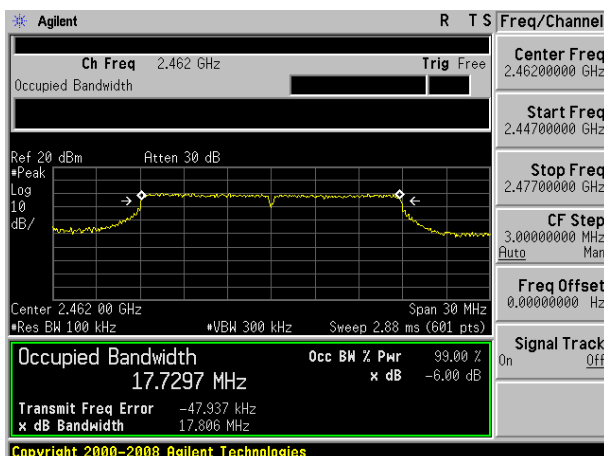 Agilent R T S Freq/Channel
Ch Freq 2.462 GHz Trig Free
Occupied Bandwidth
Center Freq
2.46200000 GHz
Start Freq
2.44700000 GHz
Stop Freq
2.47700000 GHz
CF Step
3.00000000 MHz
Auto Man
Freq Offset
0.00000000 Hz
Signal Track
On Off
Ref 20 dBm Atten 30 dB
#Peak
Log
10
dB/
Center 2.462 00 GHz Span 30 MHz
#Res BW 100 kHz #VBW 300 kHz Sweep 2.88 ms (601 pts)
Occupied Bandwidth Occ BW % Pwr 99.00 %
17.7297 MHz x dB -6.00 dB
Transmit Freq Error -47.937 kHz
x dB Bandwidth 17.806 MHz
Copyright 2000-2008 Agilent Technologies